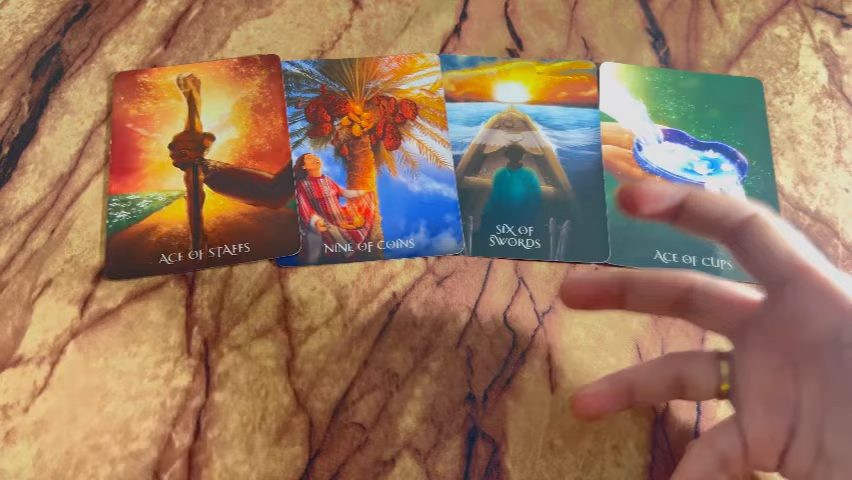 ACE OF STAFFS
NINE OF COINS
SIX OF
SWORDS
ACE OF CUPS